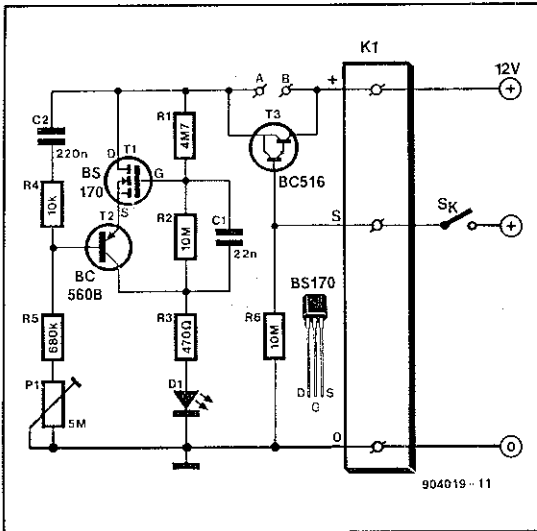 K1
12V
A
B
+
+
C2
220n
R1
4M7
T3
BC516
D
T1
BS
170
G
S
R4
10k
T2
R2
10M
C1
22n
S
SK
+
BC
560B
R5
680k
R3
470Ω
R6
10M
BS170
D
G
S
P1
5M
D1
0
0
904019 - 11